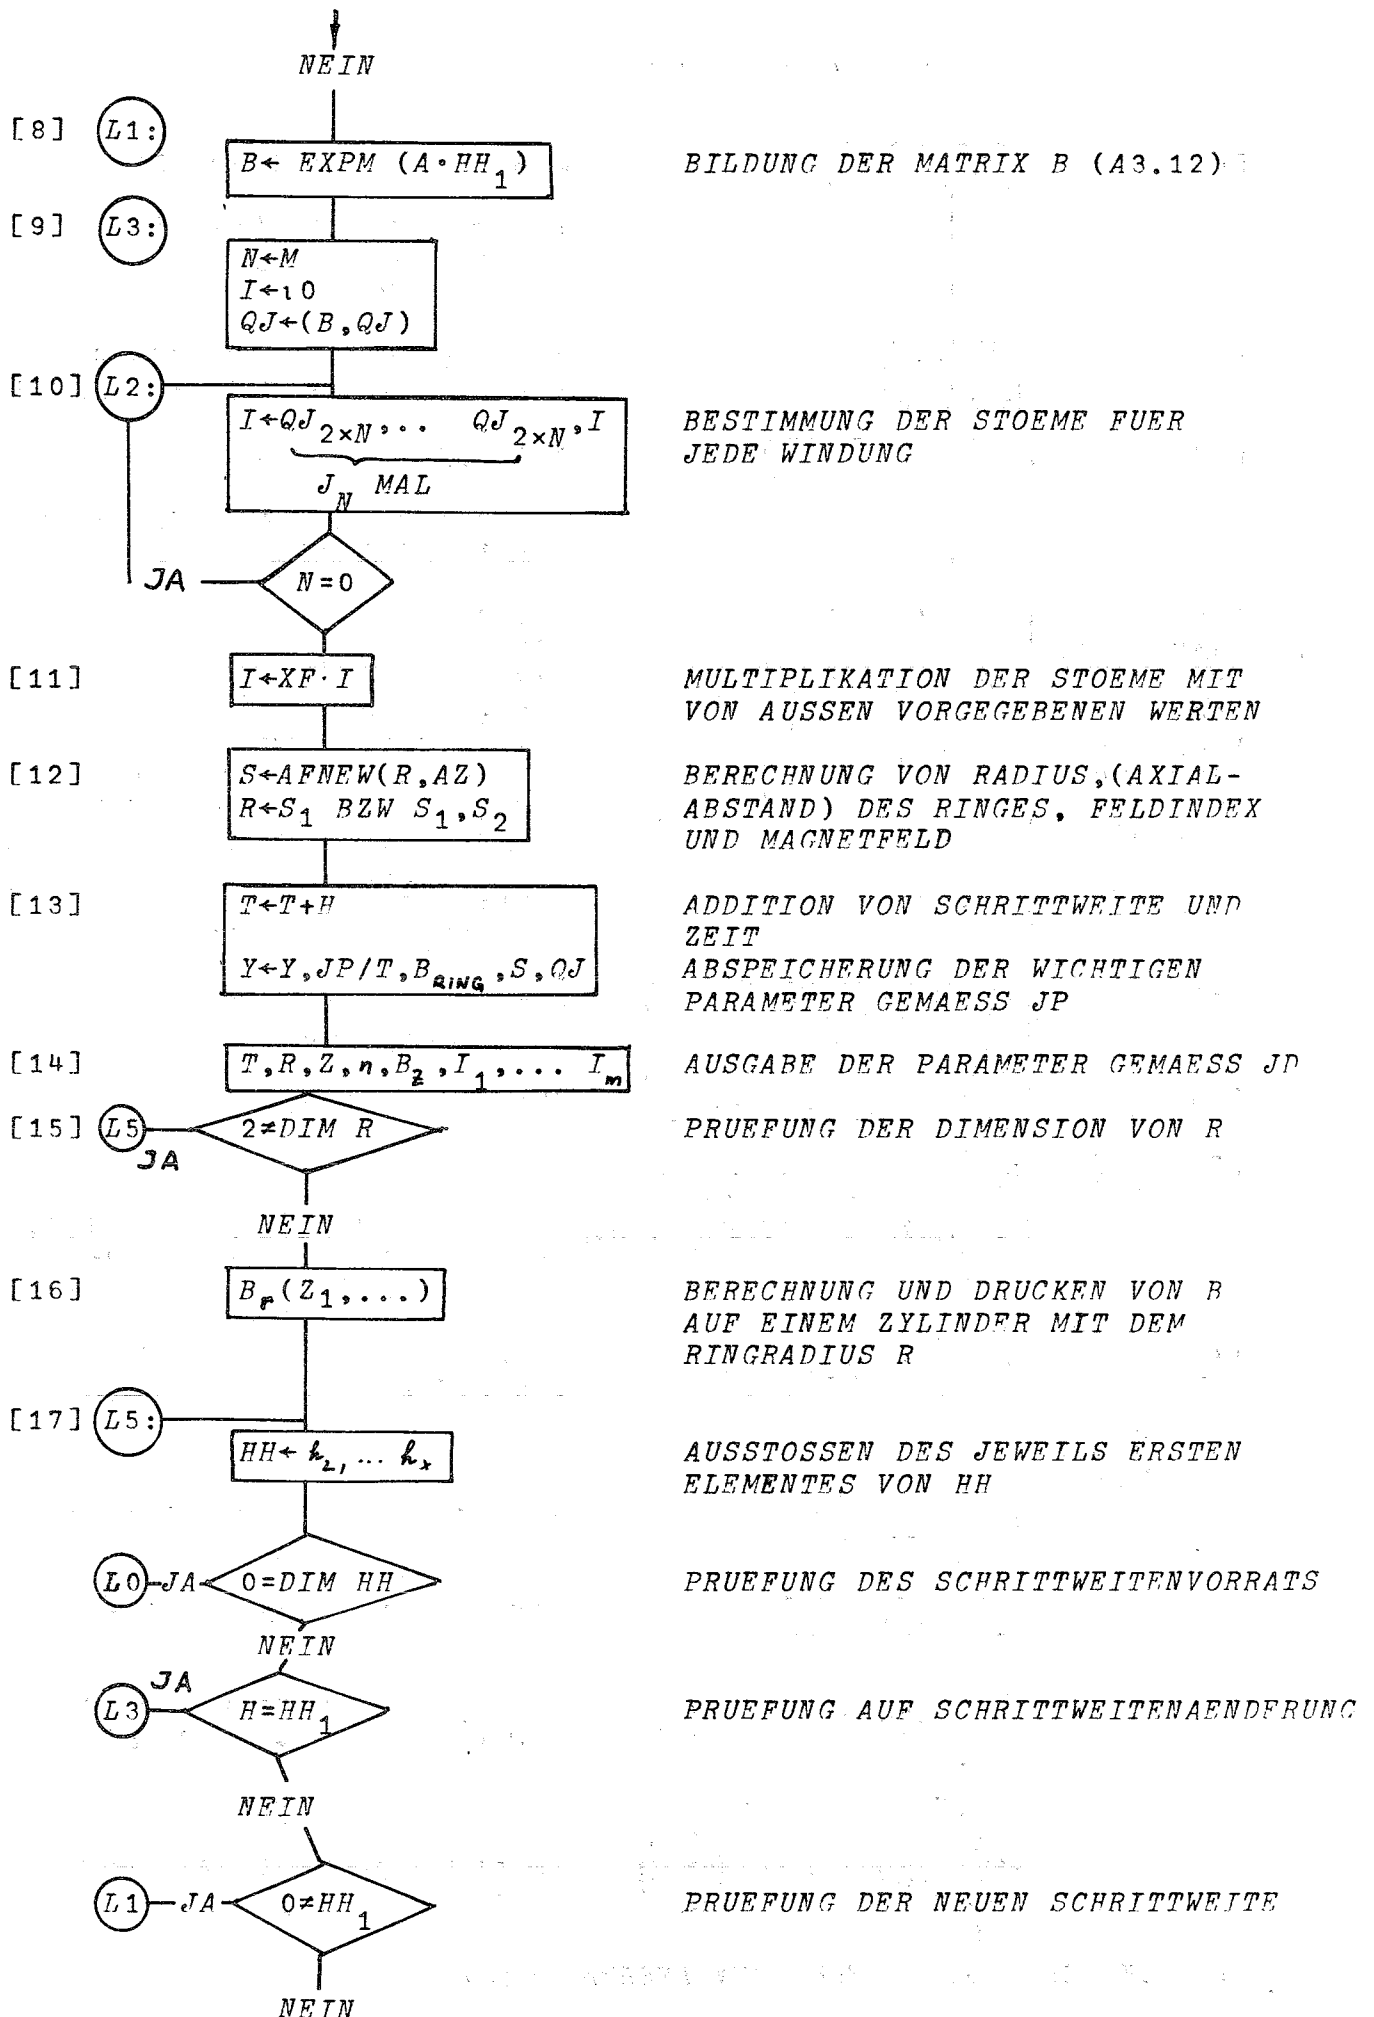 NEIN
[8] L1:
B← EXPM (A·HH1) BILDUNG DER MATRIX B (A3.12)
[9] L3:
N←M
I←ι0
QJ←(B,QJ)
[10] L2:
I←QJ2×N,.. QJ2×N,I BESTIMMUNG DER STOEME FUER
JEDE WINDUNG
JN MAL
JA N=0
[11] I←XF·I MULTIPLIKATION DER STOEME MIT
VON AUSSEN VORGEGEBENEN WERTEN
[12] S←AFNEW(R,AZ) BERECHNUNG VON RADIUS,(AXIAL-
R←S1 BZW S1,S2 ABSTAND) DES RINGES, FELDINDEX
UND MAGNETFELD
[13] T←T+H ADDITION VON SCHRITTWEITE UND
ZEIT
Y←Y,JP/T,BRING,S,QJ ABSPEICHERUNG DER WICHTIGEN
PARAMETER GEMAESS JP
[14] T,R,Z,n,Bz,I1,... Im AUSGABE DER PARAMETER GEMAESS JP
[15] L5 2≠DIM R PRUEFUNG DER DIMENSION VON R
JA
NEIN
[16] Br(Z1,...) BERECHNUNG UND DRUCKEN VON B
AUF EINEM ZYLINDER MIT DEM
RINGRADIUS R
[17] L5:
HH← h2,... hx AUSSTOSSEN DES JEWEILS ERSTEN
ELEMENTES VON HH
L0 JA 0=DIM HH PRUEFUNG DES SCHRITTWEITENVORRATS
NEIN
JA
L3 H=HH1 PRUEFUNG AUF SCHRITTWEITENAENDERUNG
NEIN
L1 JA 0≠HH1 PRUEFUNG DER NEUEN SCHRITTWEITE
NEIN